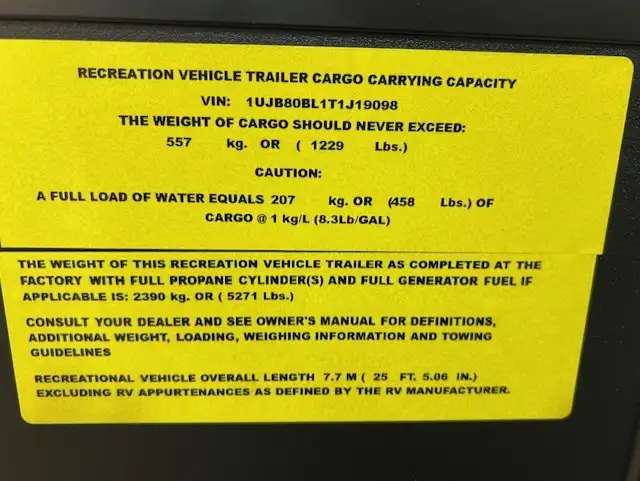 RECREATION VEHICLE TRAILER CARGO CARRYING CAPACITY
VIN: 1UJB80BL1T1J19098
THE WEIGHT OF CARGO SHOULD NEVER EXCEED:
557 kg. OR ( 1229 Lbs.)
CAUTION:
A FULL LOAD OF WATER EQUALS 207 kg. OR (458 Lbs.) OF
CARGO @ 1 kg/L (8.3Lb/GAL)
THE WEIGHT OF THIS RECREATION VEHICLE TRAILER AS COMPLETED AT THE
FACTORY WITH FULL PROPANE CYLINDER(S) AND FULL GENERATOR FUEL IF
APPLICABLE IS: 2390 kg. OR ( 5271 Lbs.)
CONSULT YOUR DEALER AND SEE OWNER'S MANUAL FOR DEFINITIONS,
ADDITIONAL WEIGHT, LOADING, WEIGHING INFORMATION AND TOWING
GUIDELINES
RECREATIONAL VEHICLE OVERALL LENGTH 7.7 M ( 25 FT. 5.06 IN.)
EXCLUDING RV APPURTENANCES AS DEFINED BY THE RV MANUFACTURER.